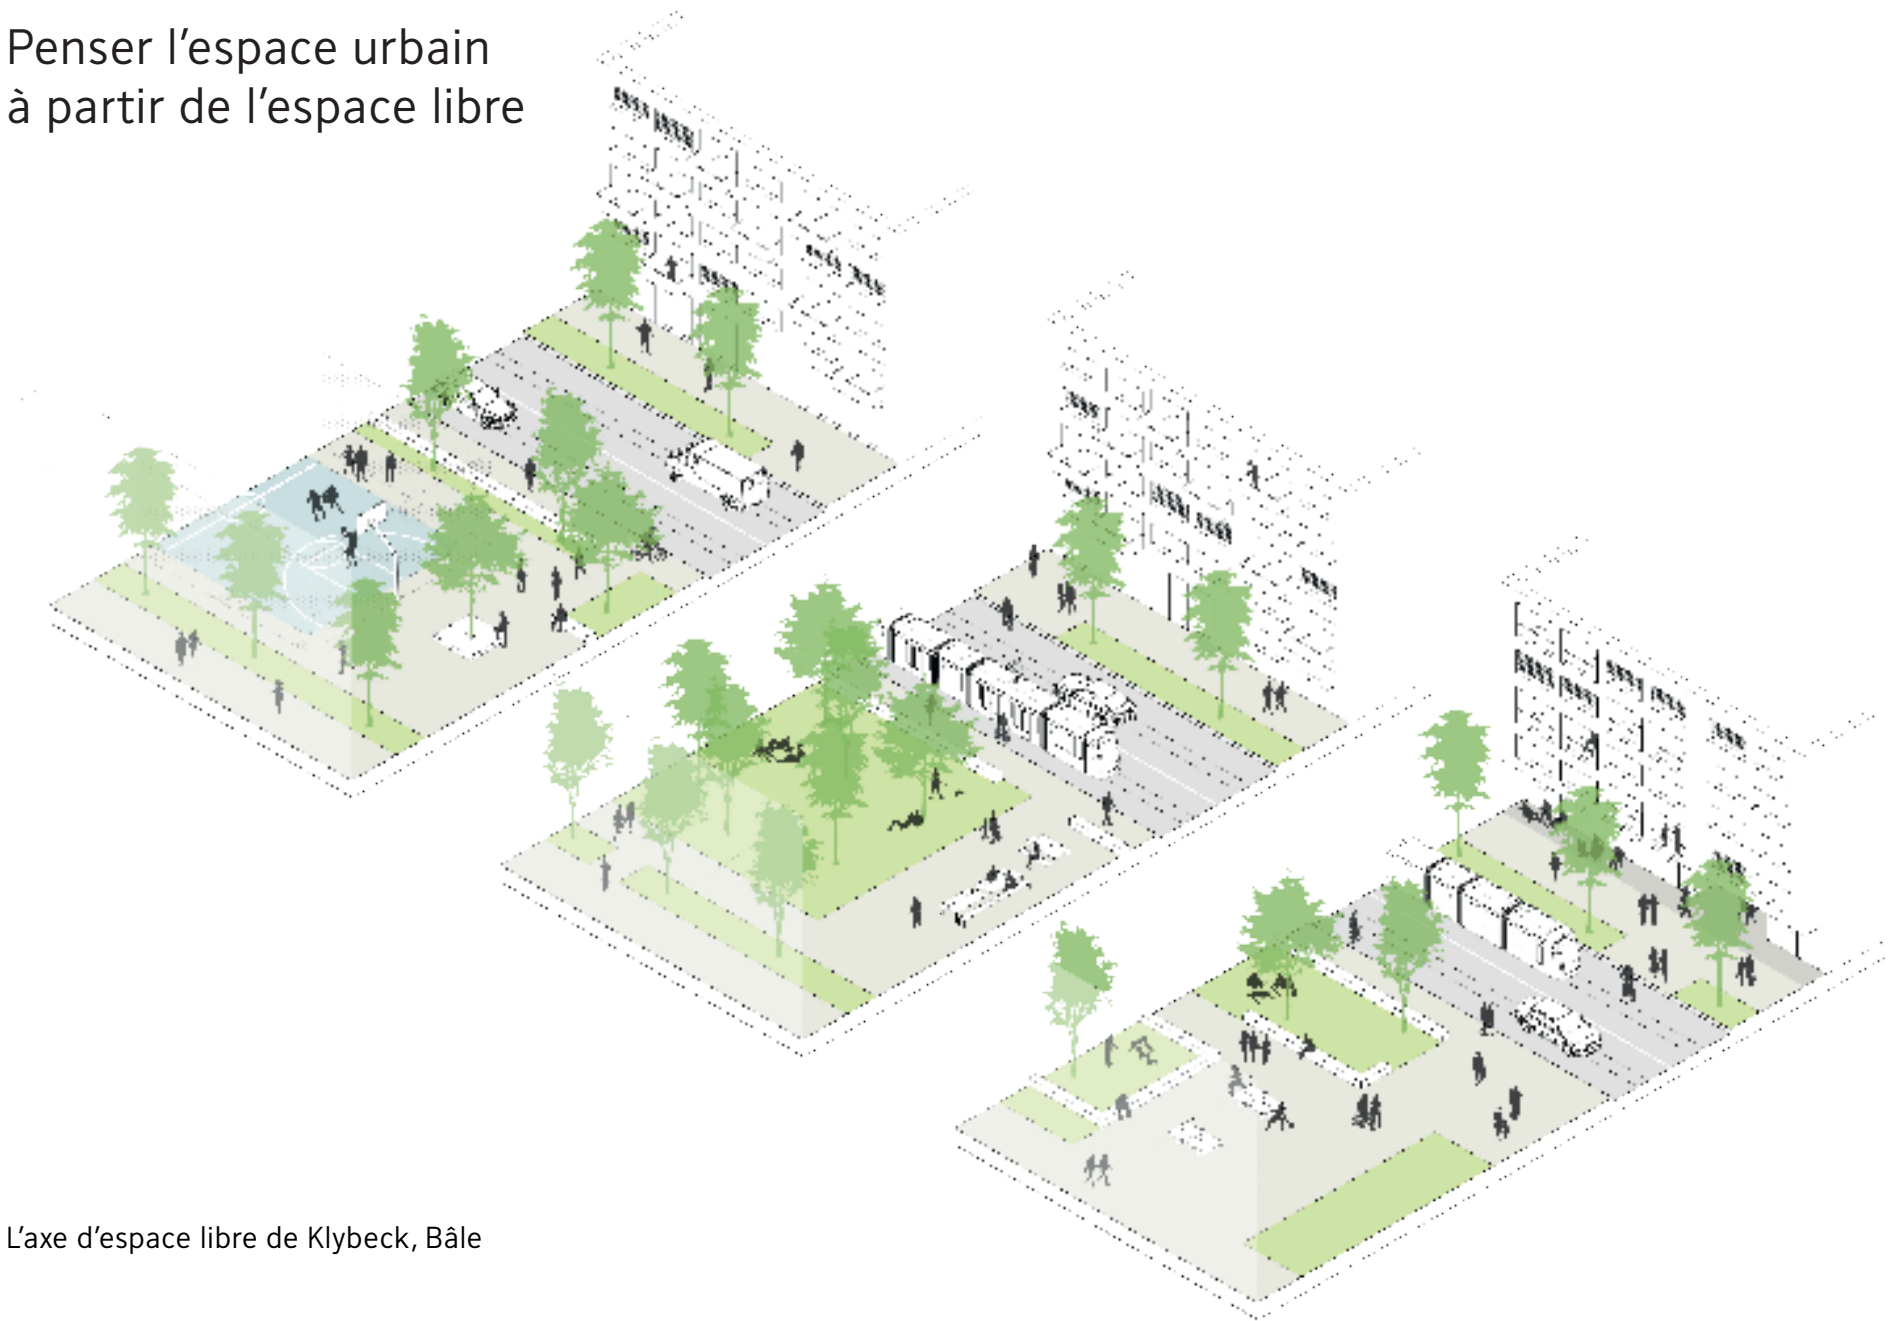 Penser l’espace urbain
à partir de l’espace libre
L’axe d’espace libre de Klybeck, Bâle